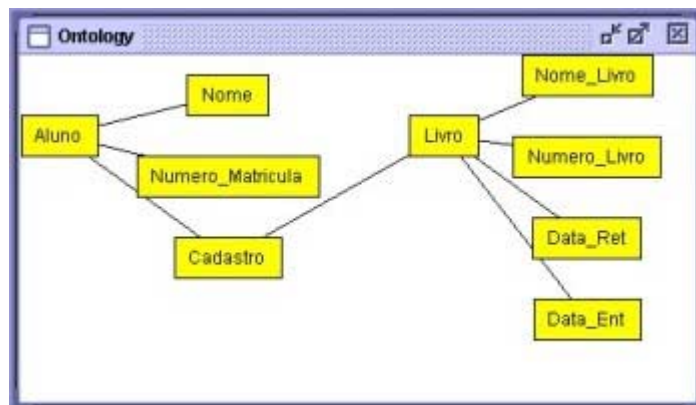 Ontology
Aluno
Nome
Numero_Matricula
Cadastro
Livro
Nome_Livro
Numero_Livro
Data_Ret
Data_Ent